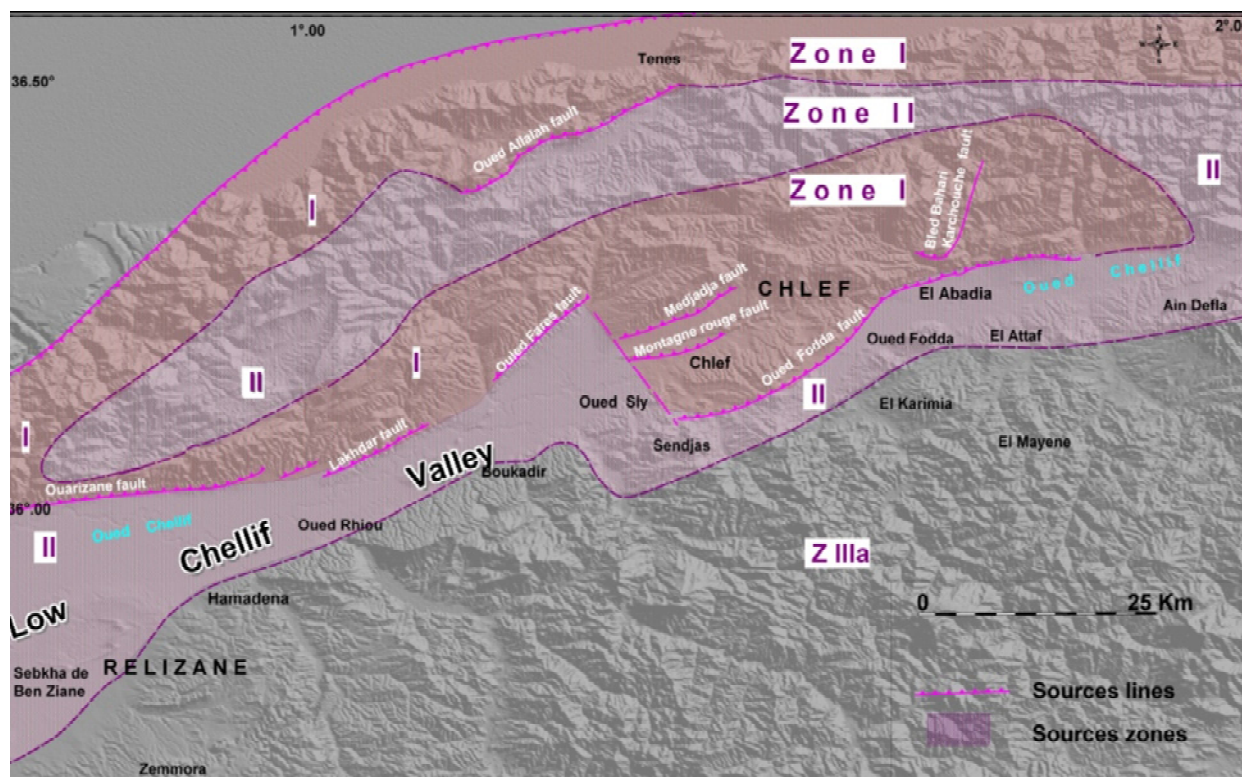 1°.00
2°.0
36.50°
Tenes
Zone I
Zone II
Oued Allalah fault
II
Zone I
Bled Bahari
Karchouche fault
I
CHLEF
Oued Chellif
El Abadia
Ain Defla
Medjadja fault
Ouled Fares fault
Montagne rouge fault
Chlef
Oued Fodda fault
Oued Fodda
El Attaf
I
II
Oued Sly
II
El Karimia
I
Sendjas
El Mayene
Lakhdar fault
Valley
Boukadir
Ouarizane fault
36°.00
Oued Chellif
Oued Rhiou
II
Chellif
Z IIIa
Hamadena
0 25 Km
Low
Sebkha de
Ben Ziane
RELIZANE
Sources lines
Sources zones
Zemmora